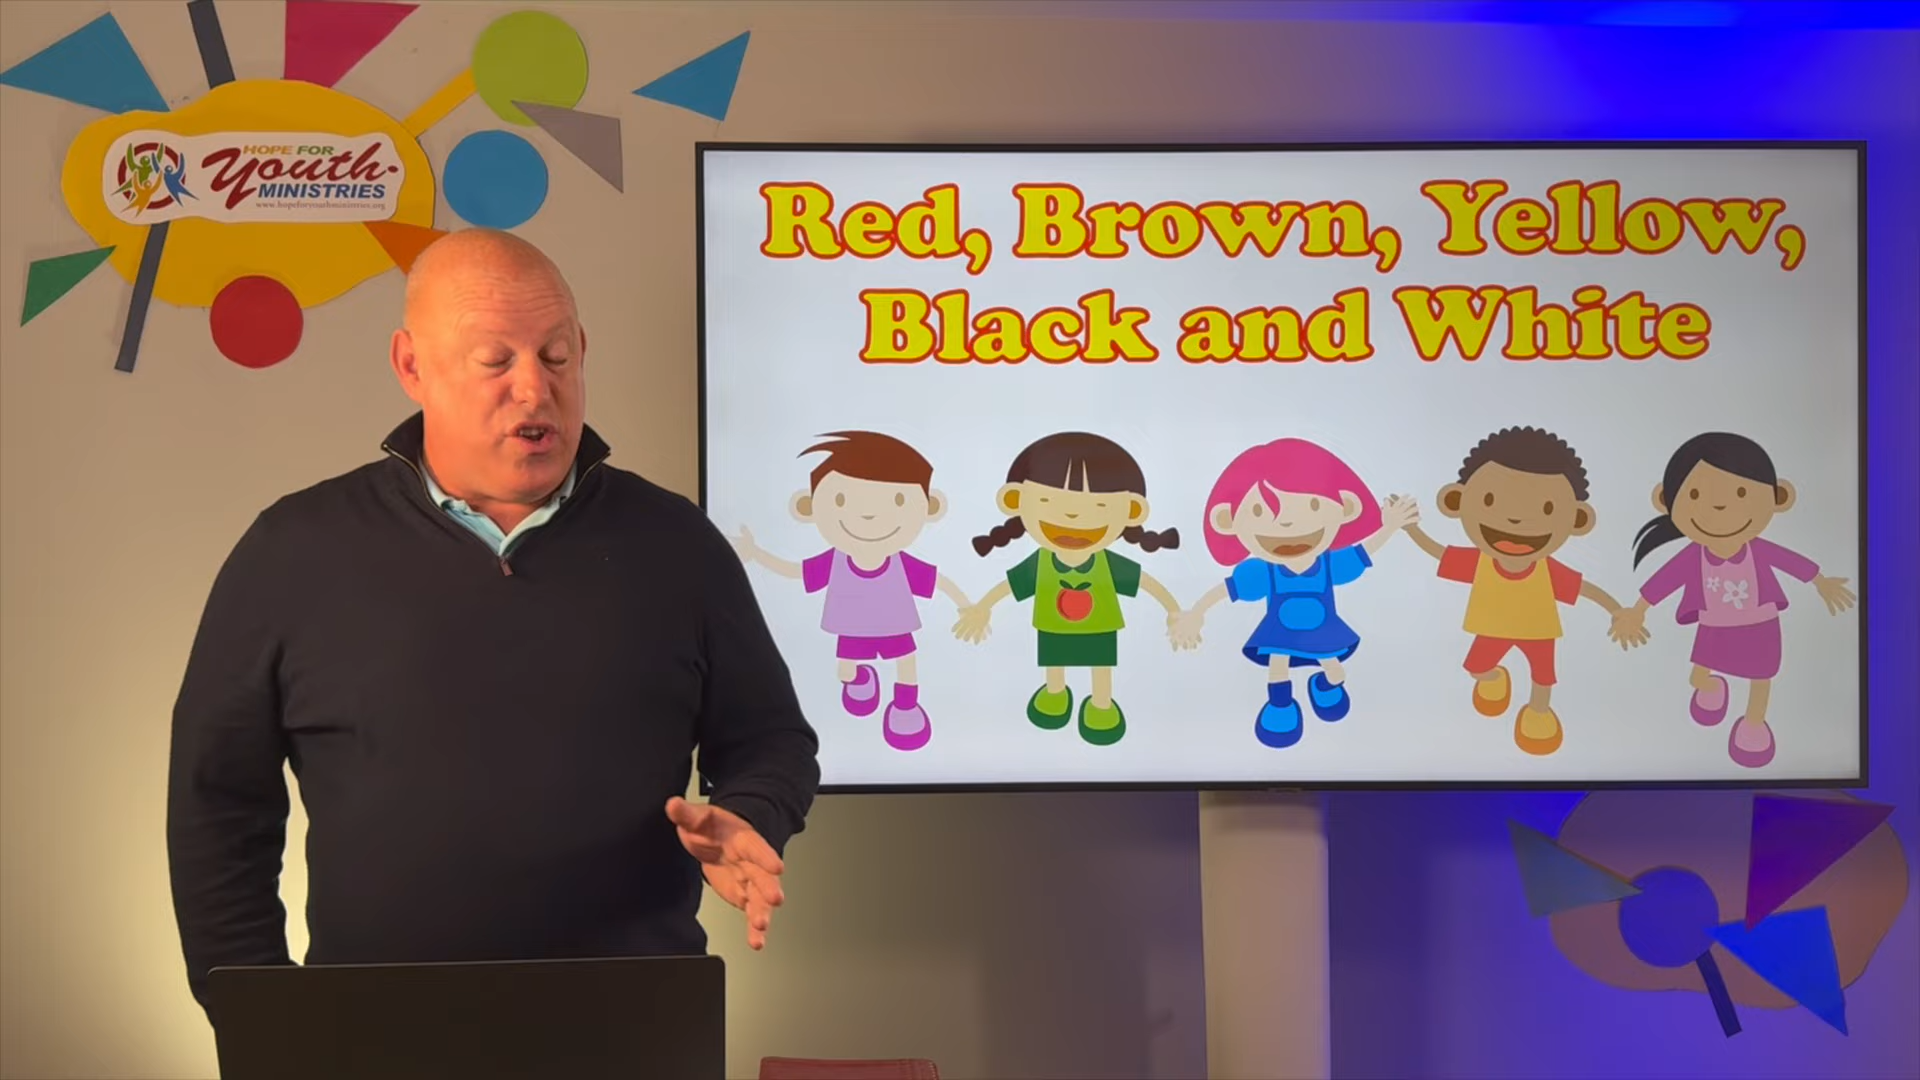 HOPE FOR
Youth
MINISTRIES
www.hopeforyouthministries.org
Red, Brown, Yellow,
Black and White